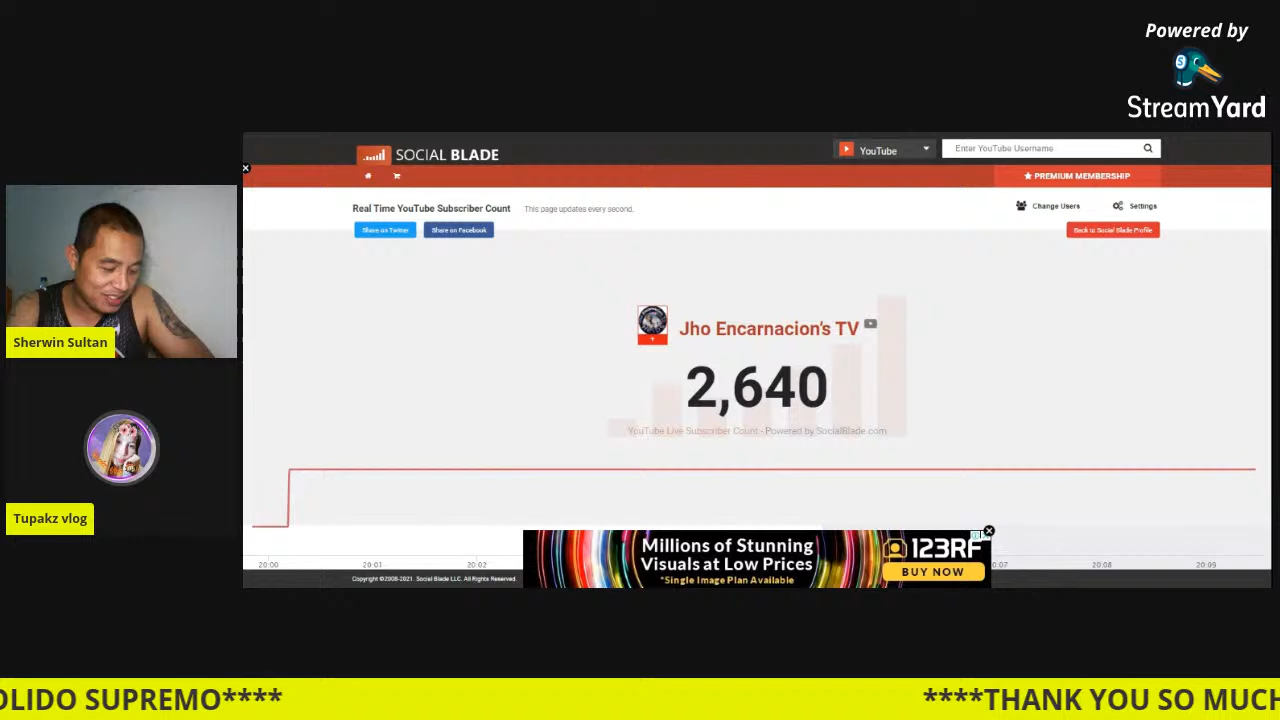 Powered by
StreamYard
SOCIAL BLADE
YouTube
Enter YouTube Username
PREMIUM MEMBERSHIP
Real Time YouTube Subscriber Count
This page updates every second.
Change Users
Settings
Share on Twitter
Share on Facebook
Back to Social Blade Profile
Sherwin Sultan
Jho Encarnacion's TV
2,640
YouTube Live Subscriber Count - Powered by SocialBlade.com
Tupakz vlog
Millions of Stunning
Visuals at Low Prices
*Single Image Plan Available
123RF
BUY NOW
20:00
20:01
20:02
0:07
20:08
20:09
Copyright ©2008-2021. Social Blade LLC. All Rights Reserved.
OLIDO SUPREMO****
****THANK YOU SO MUCH